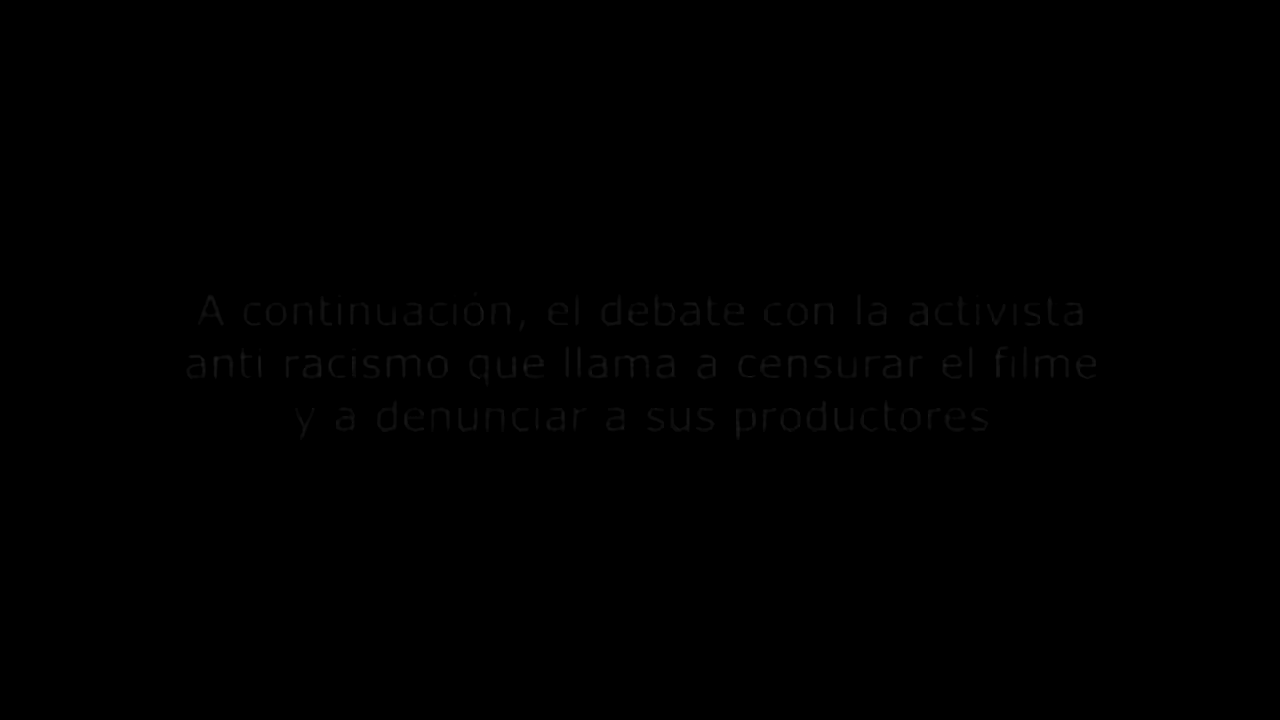 A continuación, el debate con la activista
anti racismo que llama a censurar el filme
y a denunciar a sus productores